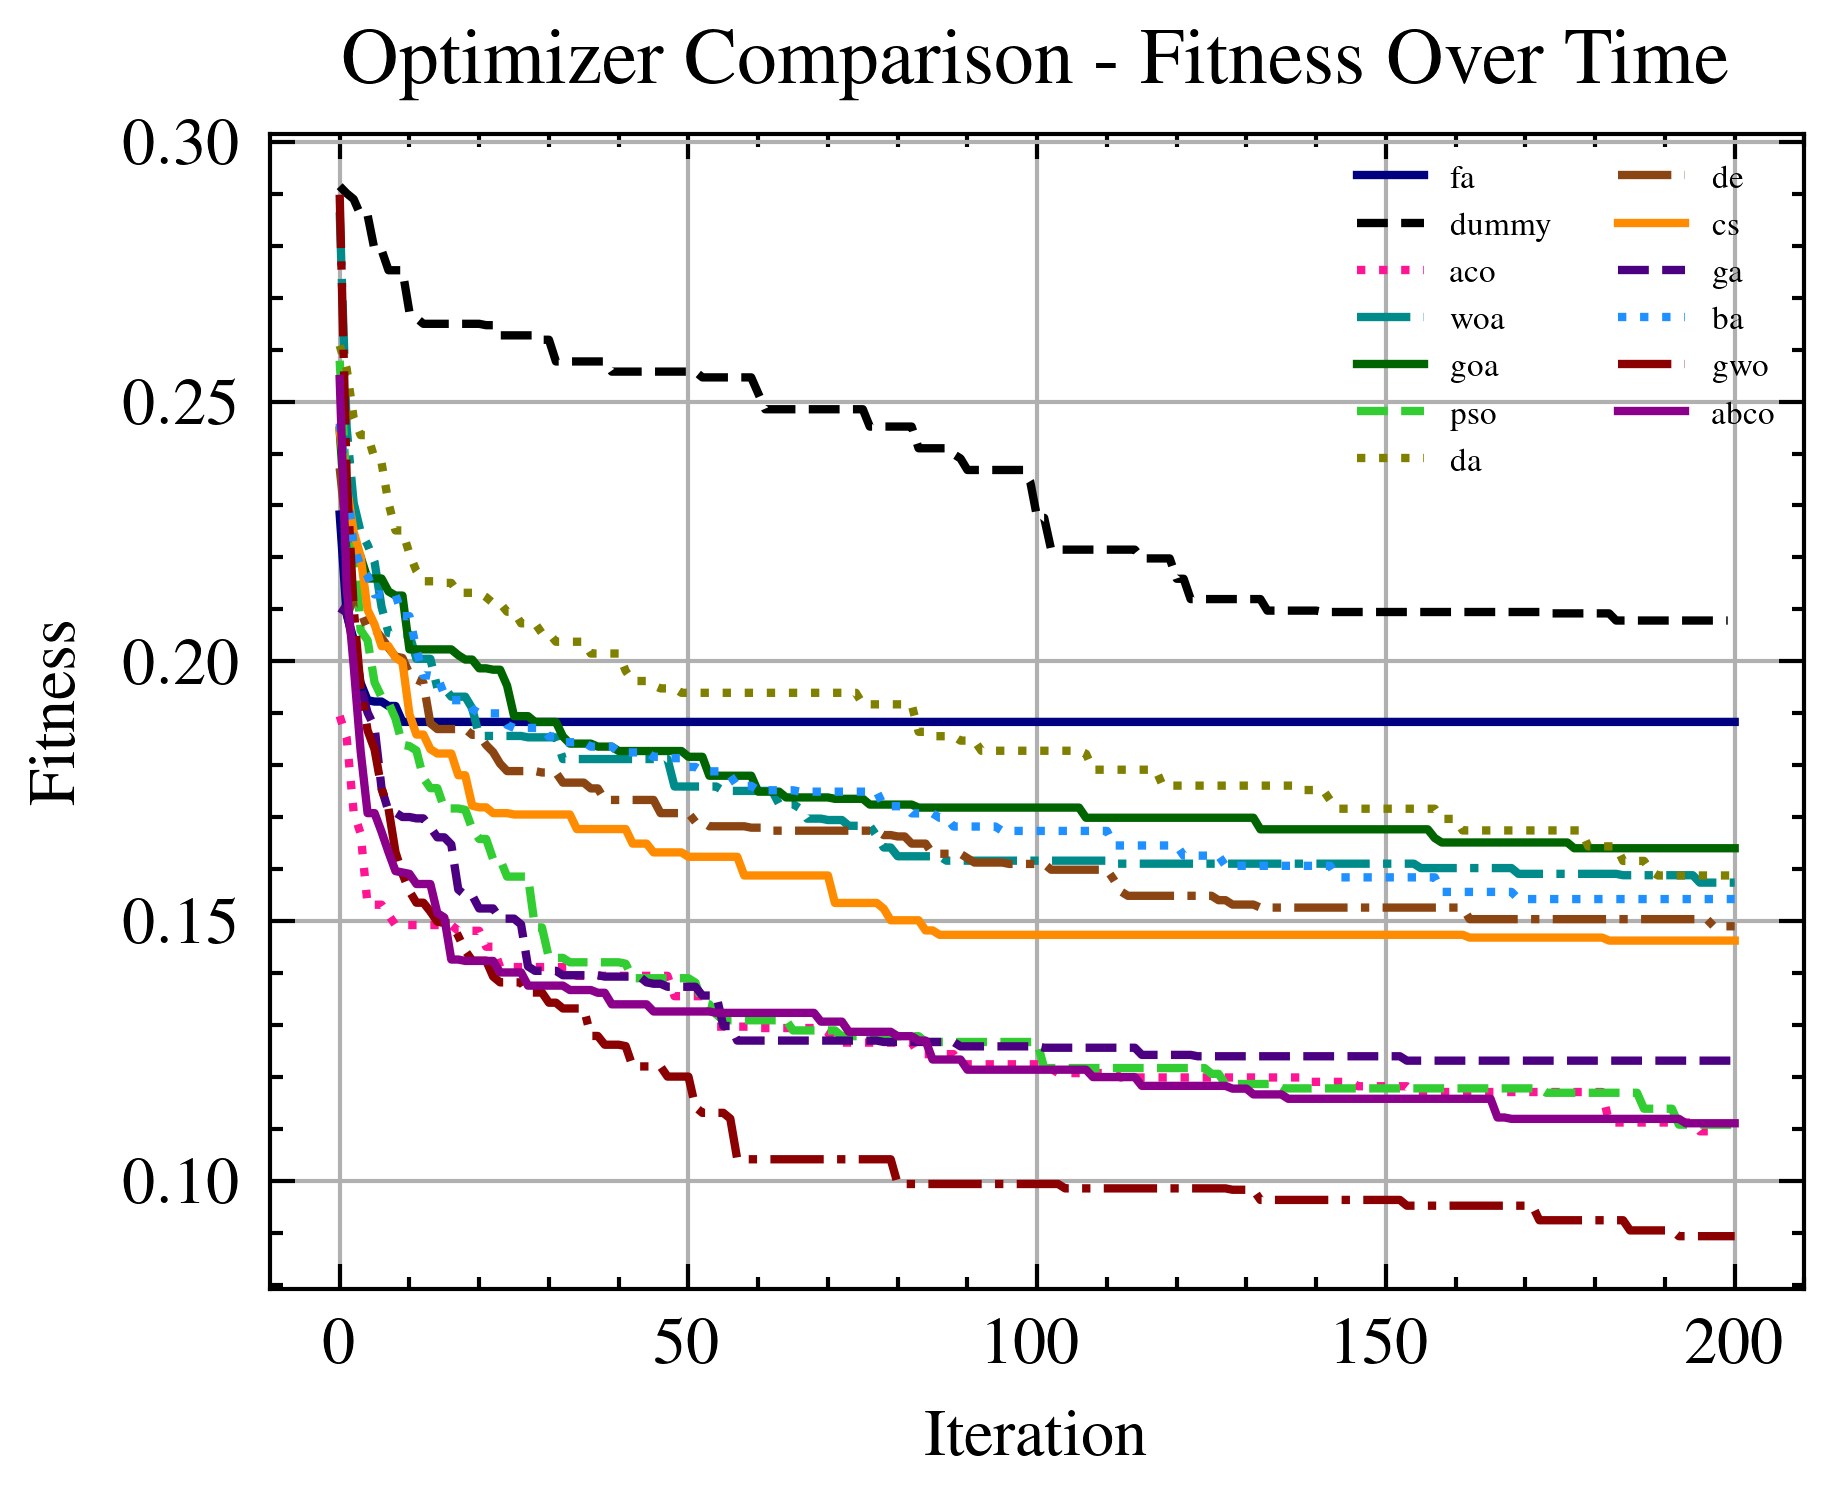 Optimizer Comparison - Fitness Over Time
0.30
0.25
0.20
0.15
0.10
Fitness
fa
dummy
aco
woa
goa
pso
da
de
cs
ga
ba
gwo
abco
0
50
100
150
200
Iteration